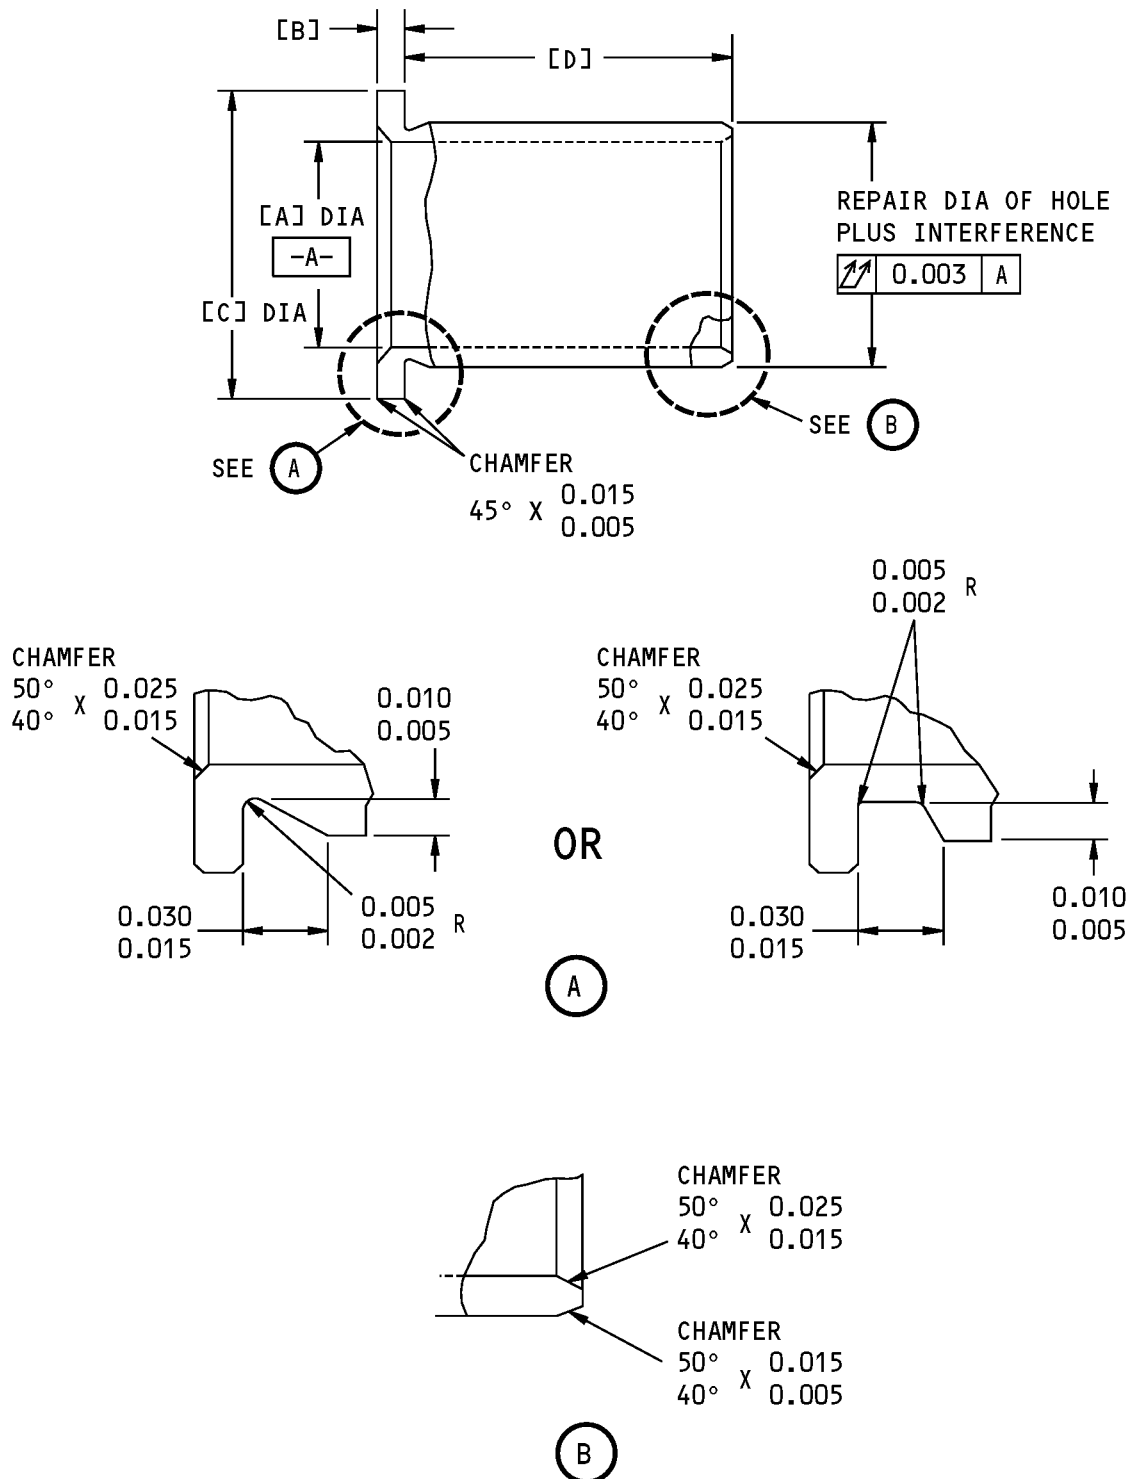 [B]
[D]
[A] DIA
-A-
[C] DIA
REPAIR DIA OF HOLE
PLUS INTERFERENCE
0.003 A
SEE A
CHAMFER
45° X 0.015
0.005
SEE B
CHAMFER
50° X 0.025
40° 0.015
0.010
0.005
0.030
0.015
0.005 R
0.002
OR
CHAMFER
50° X 0.025
40° 0.015
0.005 R
0.002
0.030
0.015
0.010
0.005
A
CHAMFER
50° X 0.025
40° 0.015
CHAMFER
50° X 0.015
40° 0.005
B